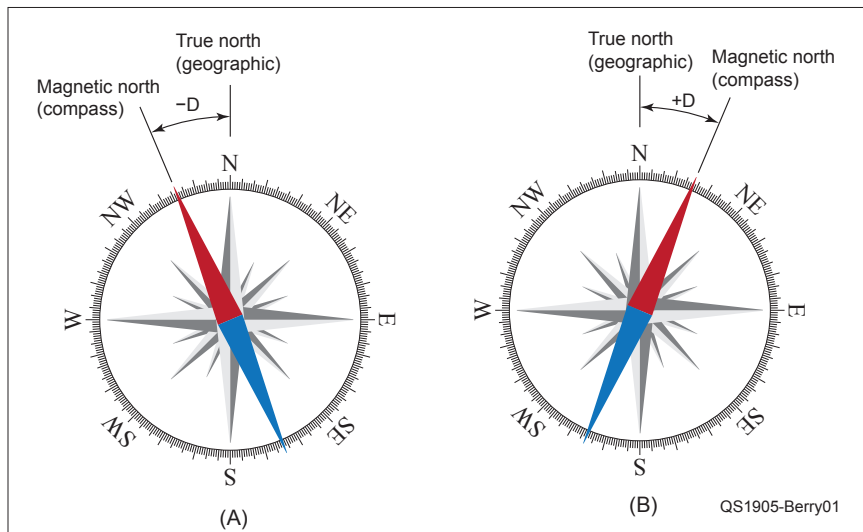 True north
(geographic)
Magnetic north
(compass)
−D
N
NE
E
SE
S
SW
W
NW
(A)
True north
(geographic)
Magnetic north
(compass)
+D
N
NE
E
SE
S
SW
W
NW
(B)
QS1905-Berry01